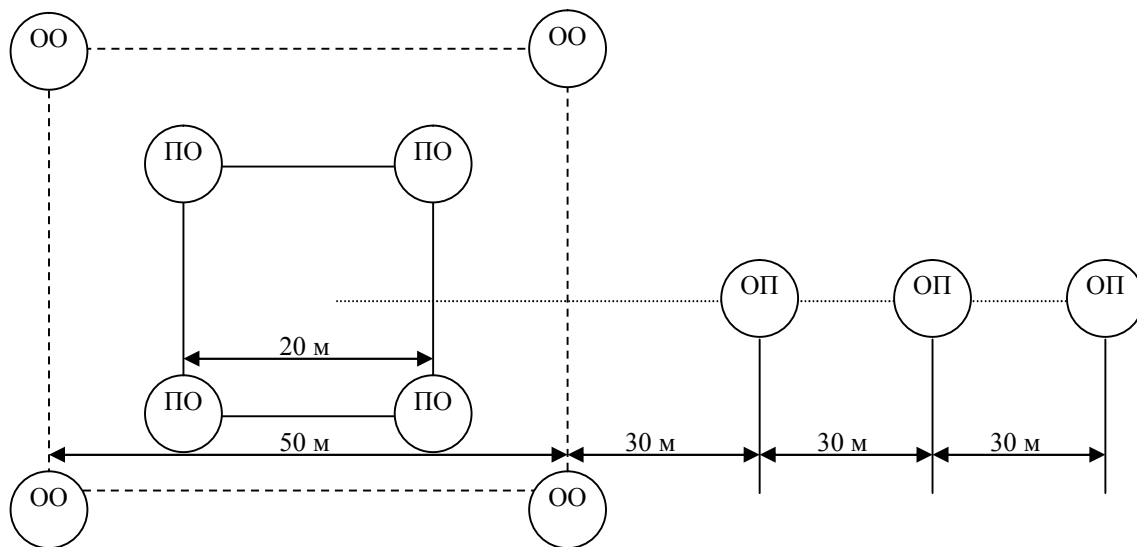 ОО ОО
ПО ПО
ОП ОП ОП
20 м
ПО ПО
50 м 30 м 30 м 30 м
ОО ОО